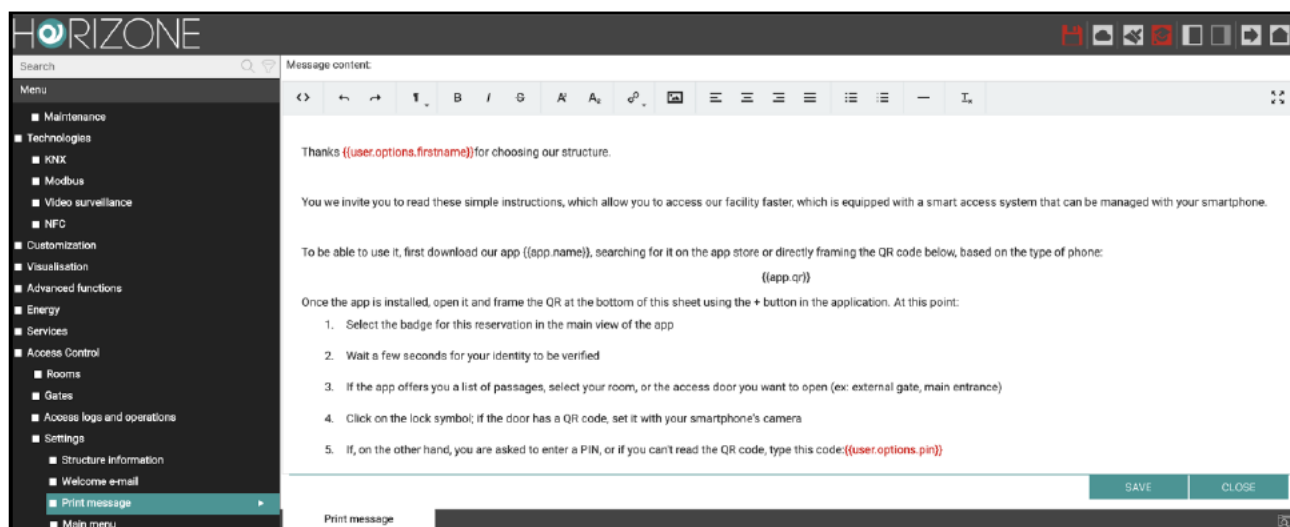 HORIZONE
Search
Menu
Maintenance
Technologies
KNX
Modbus
Video surveillance
NFC
Customization
Visualisation
Advanced functions
Energy
Services
Access Control
Rooms
Gates
Access logs and operations
Settings
Structure information
Welcome e-mail
Print message
Main menu
Message content:
Thanks {{user.options.firstname}}for choosing our structure.
You we invite you to read these simple instructions, which allow you to access our facility faster, which is equipped with a smart access system that can be managed with your smartphone.
To be able to use it, first download our app {{app.name}}, searching for it on the app store or directly framing the QR code below, based on the type of phone:
{{app.qr}}
Once the app is installed, open it and frame the QR at the bottom of this sheet using the + button in the application. At this point:
1. Select the badge for this reservation in the main view of the app
2. Wait a few seconds for your identity to be verified
3. If the app offers you a list of passages, select your room, or the access door you want to open (ex: external gate, main entrance)
4. Click on the lock symbol; if the door has a QR code, set it with your smartphone's camera
5. If, on the other hand, you are asked to enter a PIN, or if you can't read the QR code, type this code:{{user.options.pin}}
SAVE CLOSE
Print message